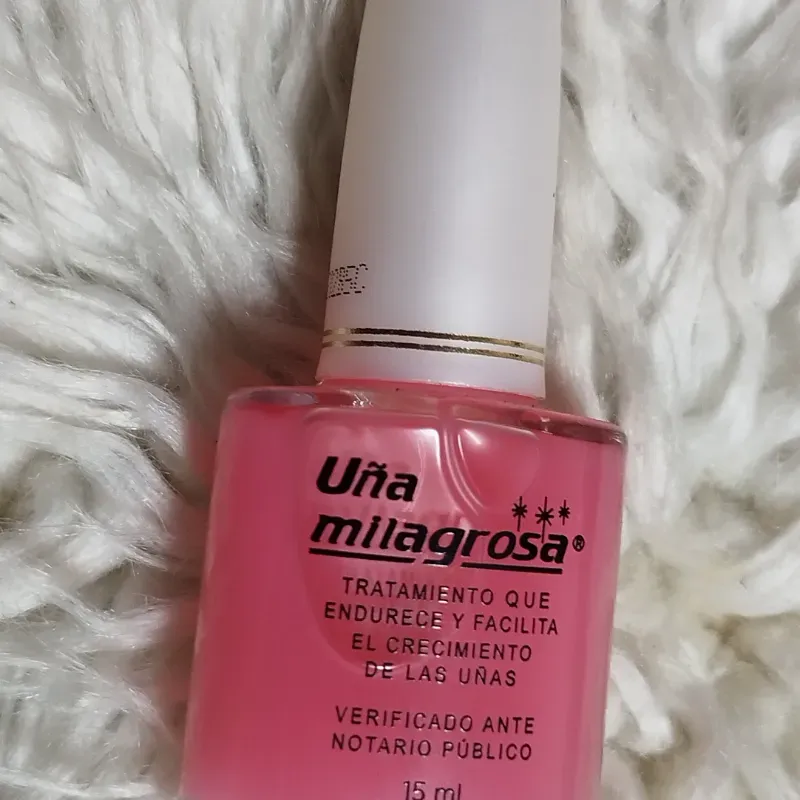 Uña
milagrosa®
TRATAMIENTO QUE
ENDURECE Y FACILITA
EL CRECIMIENTO
DE LAS UÑAS
VERIFICADO ANTE
NOTARIO PÚBLICO
15 ml